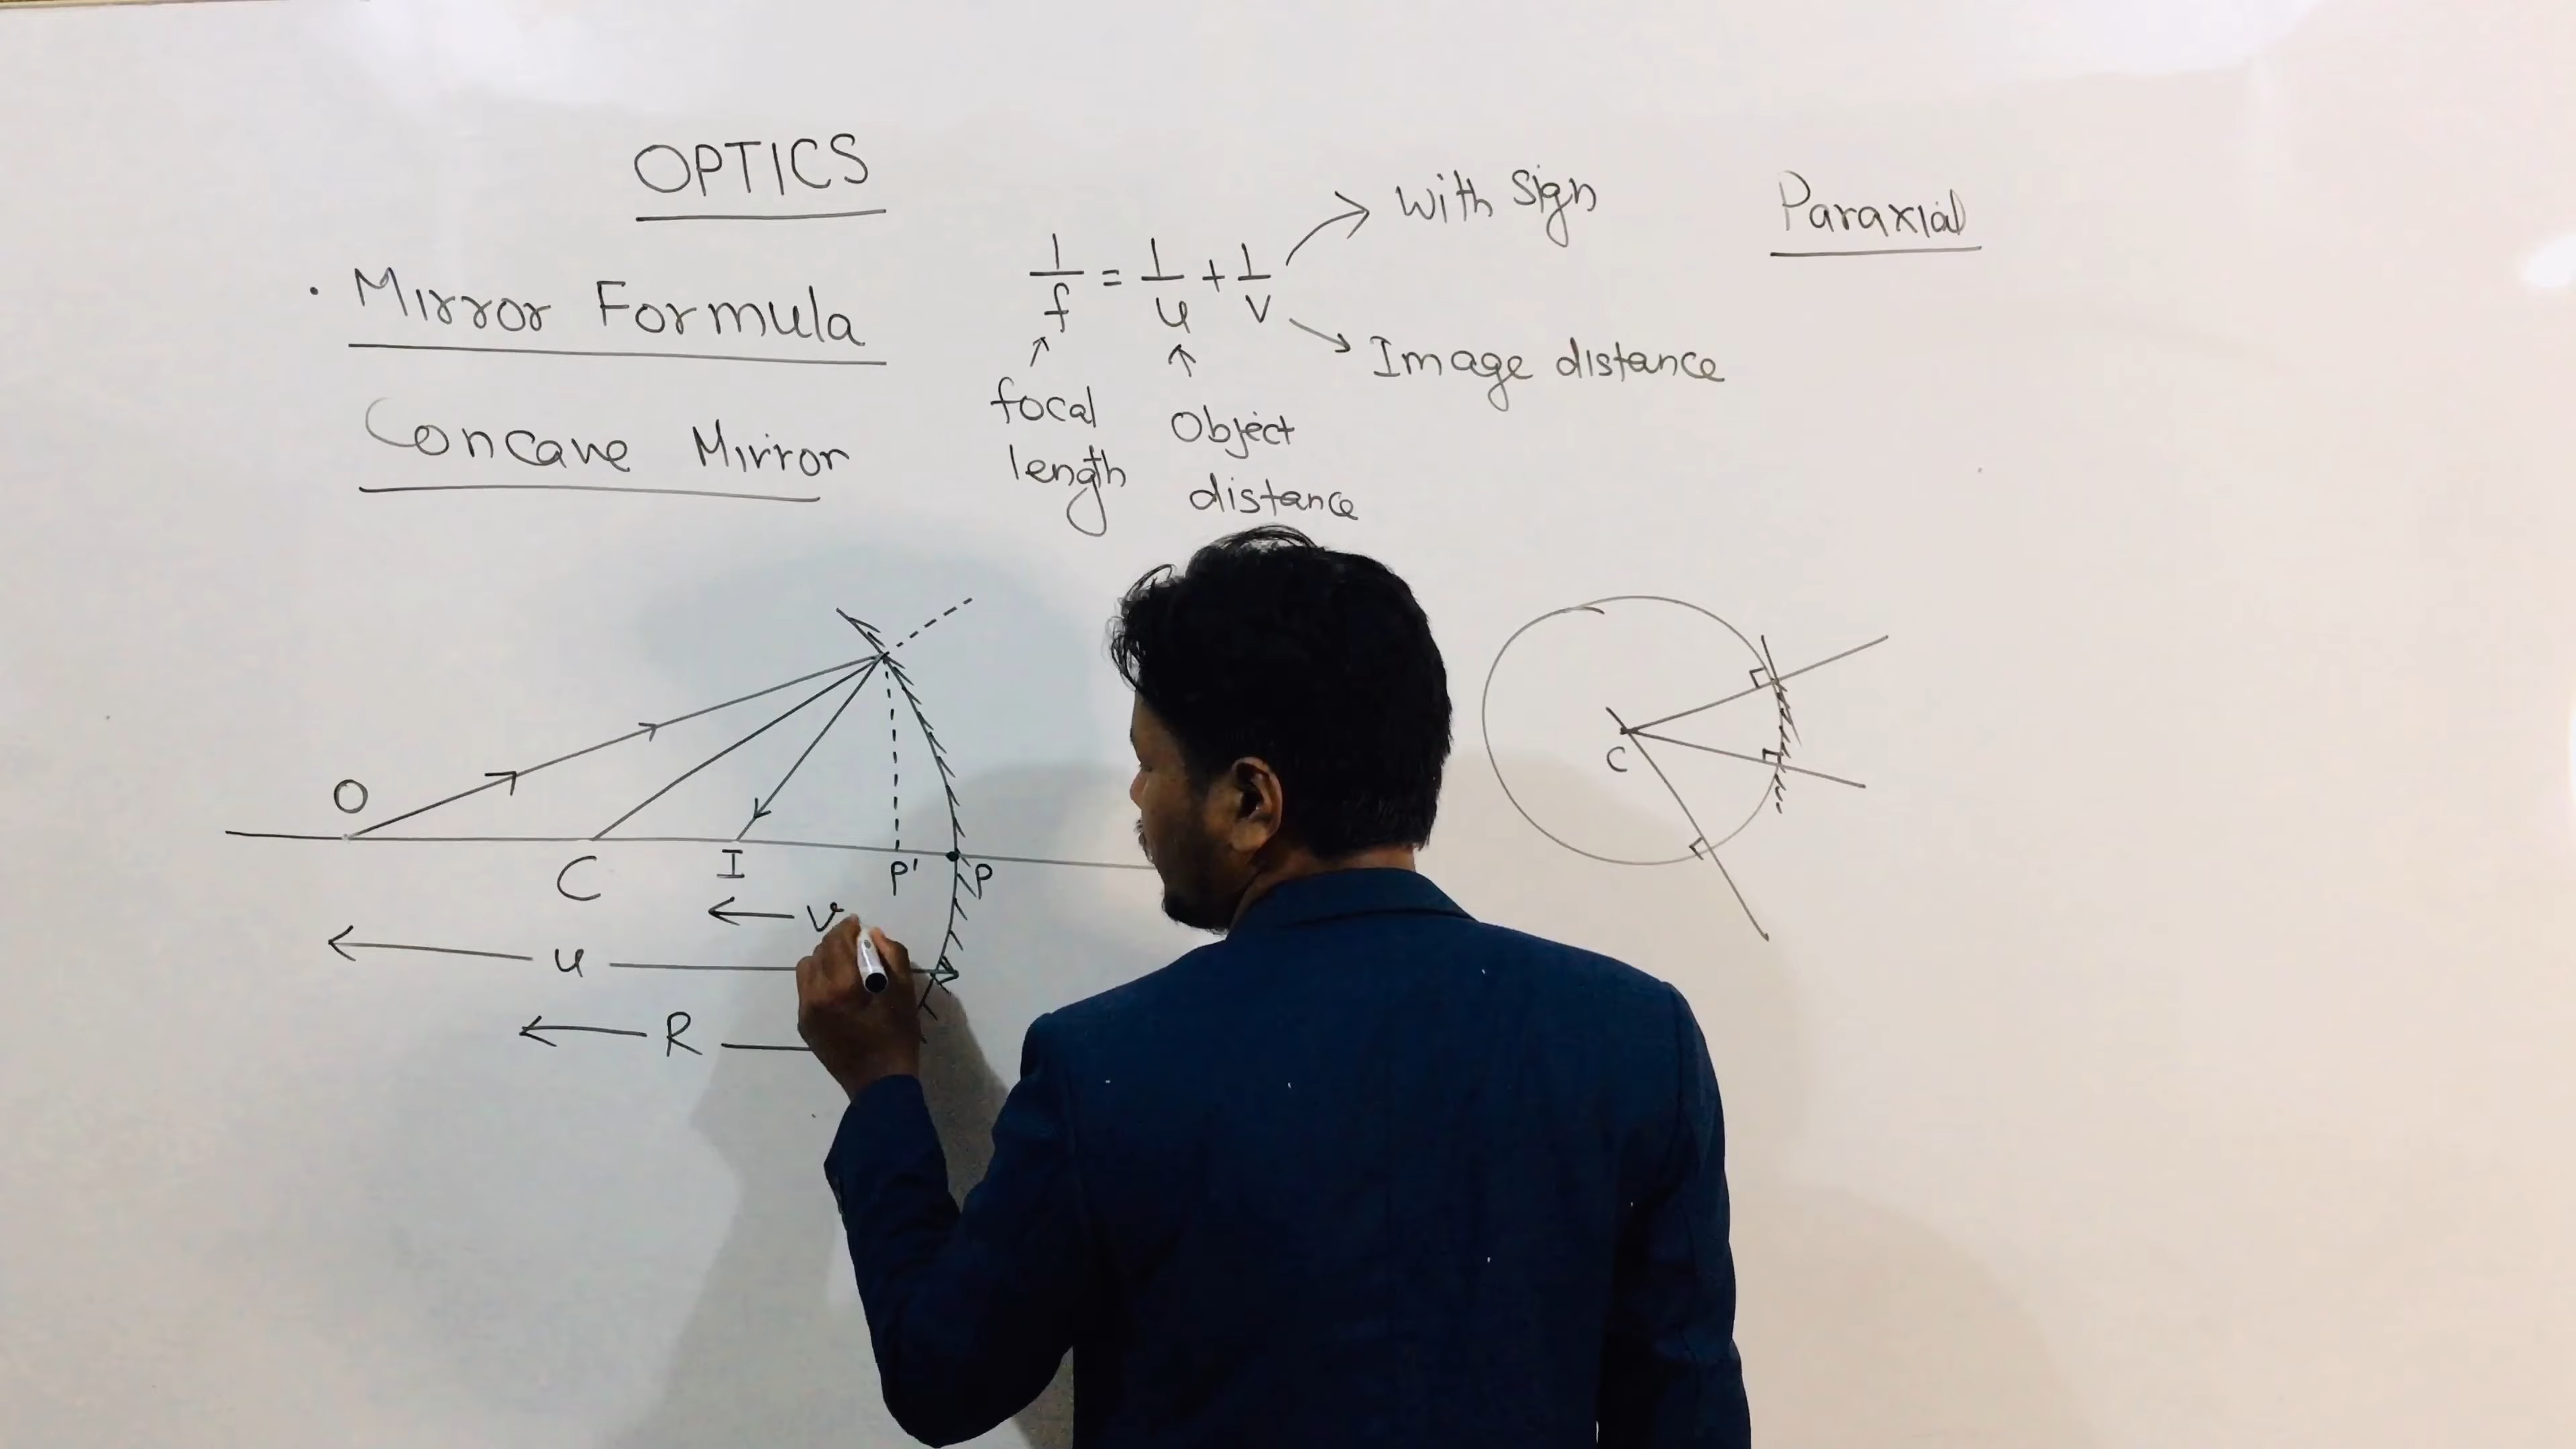 OPTICS
With Sign
Paraxial
• Mirror Formula
1/f = 1/u + 1/v
Image distance
focal length
Object distance
Concave Mirror
O
C
I
P'
P
v
u
R
C